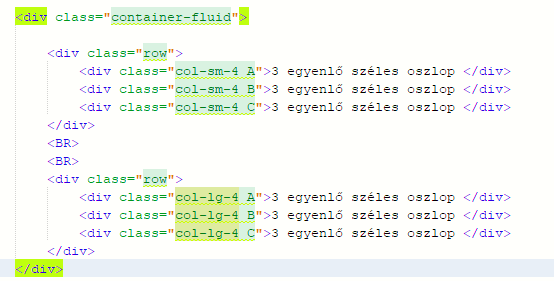 <div class="container-fluid">
<div class="row">
<div class="col-sm-4 A">3 egyenlő széles oszlop </div>
<div class="col-sm-4 B">3 egyenlő széles oszlop </div>
<div class="col-sm-4 C">3 egyenlő széles oszlop </div>
</div>
<BR>
<BR>
<div class="row">
<div class="col-lg-4 A">3 egyenlő széles oszlop </div>
<div class="col-lg-4 B">3 egyenlő széles oszlop </div>
<div class="col-lg-4 C">3 egyenlő széles oszlop </div>
</div>
</div>